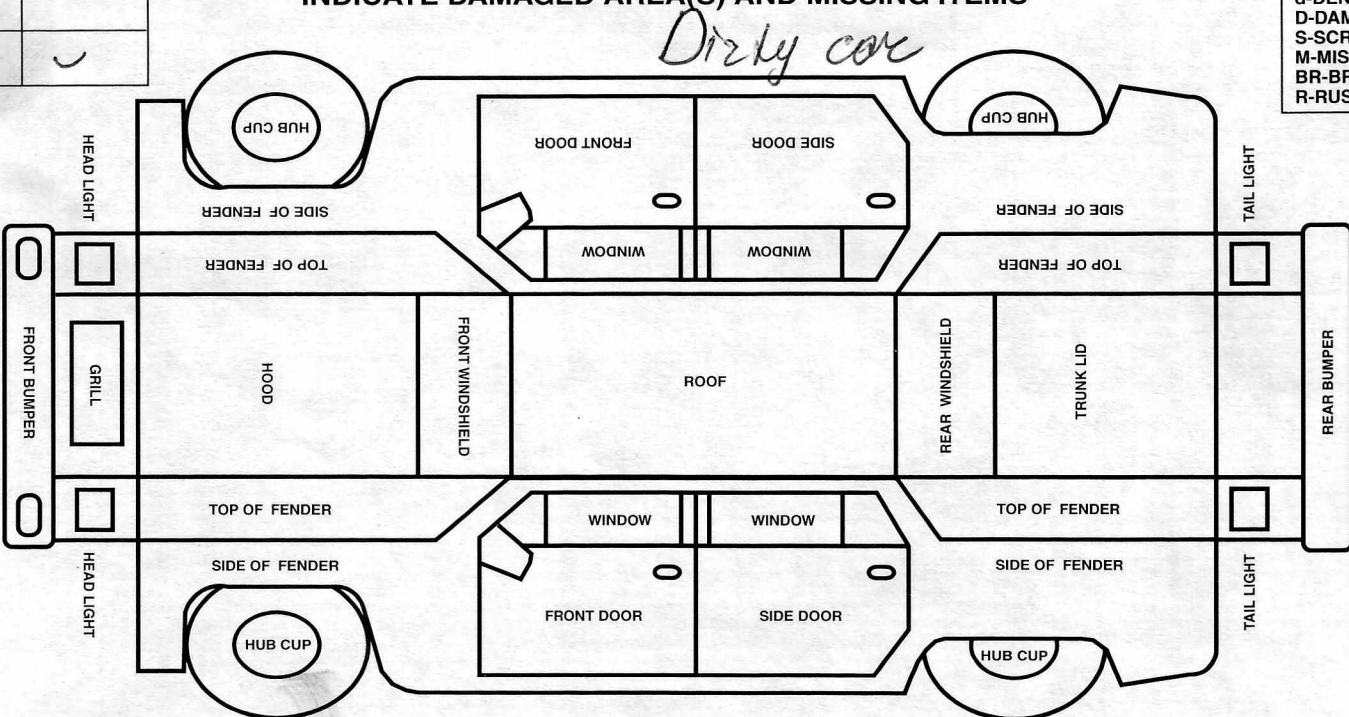 INDICATE DAMAGED AREA(S) AND MISSING ITEMS
Dirty car
HUB CUP
FRONT DOOR
SIDE DOOR
HUB CUP
HEAD LIGHT
SIDE OF FENDER
SIDE OF FENDER
TAIL LIGHT
TOP OF FENDER
WINDOW
WINDOW
TOP OF FENDER
FRONT BUMPER
GRILL
HOOD
FRONT WINDSHIELD
ROOF
REAR WINDSHIELD
TRUNK LID
REAR BUMPER
TOP OF FENDER
WINDOW
WINDOW
TOP OF FENDER
HEAD LIGHT
SIDE OF FENDER
SIDE OF FENDER
TAIL LIGHT
FRONT DOOR
SIDE DOOR
HUB CUP
HUB CUP
D-DAM
S-SCR
M-MIS
BR-BR
R-RUS